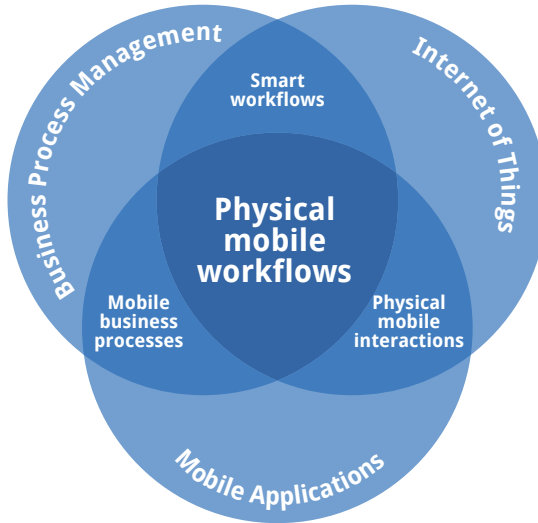 Business Process Management
Internet of Things
Smart
workflows
Physical
mobile
workflows
Mobile
business
processes
Physical
mobile
interactions
Mobile Applications